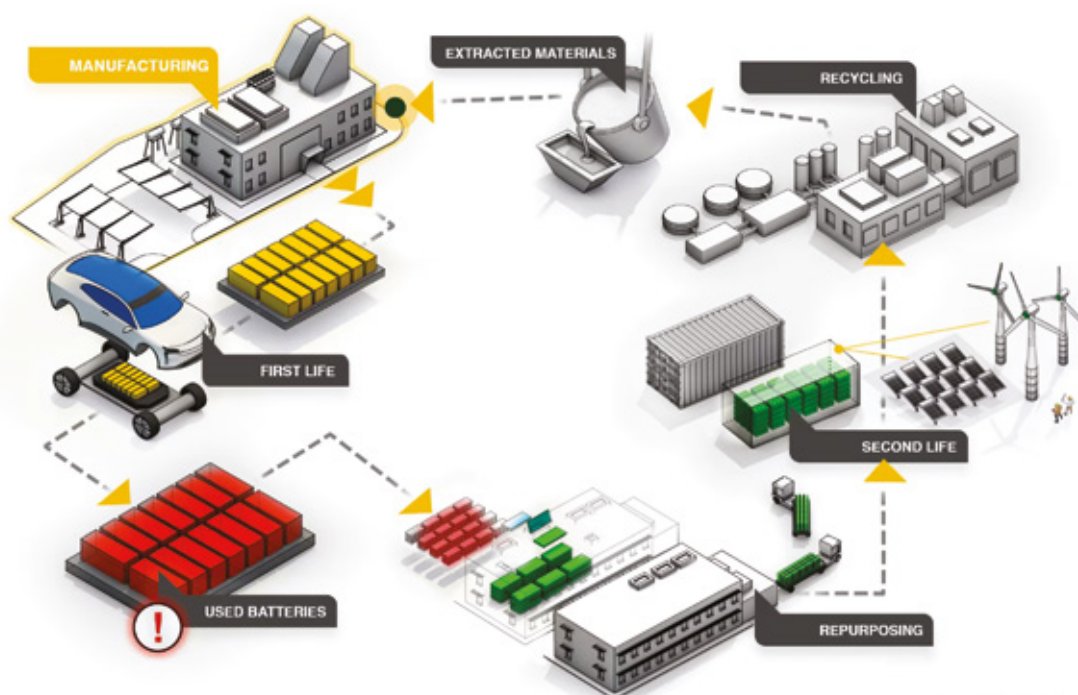 MANUFACTURING
EXTRACTED MATERIALS
RECYCLING
FIRST LIFE
SECOND LIFE
USED BATTERIES
!
REPURPOSING